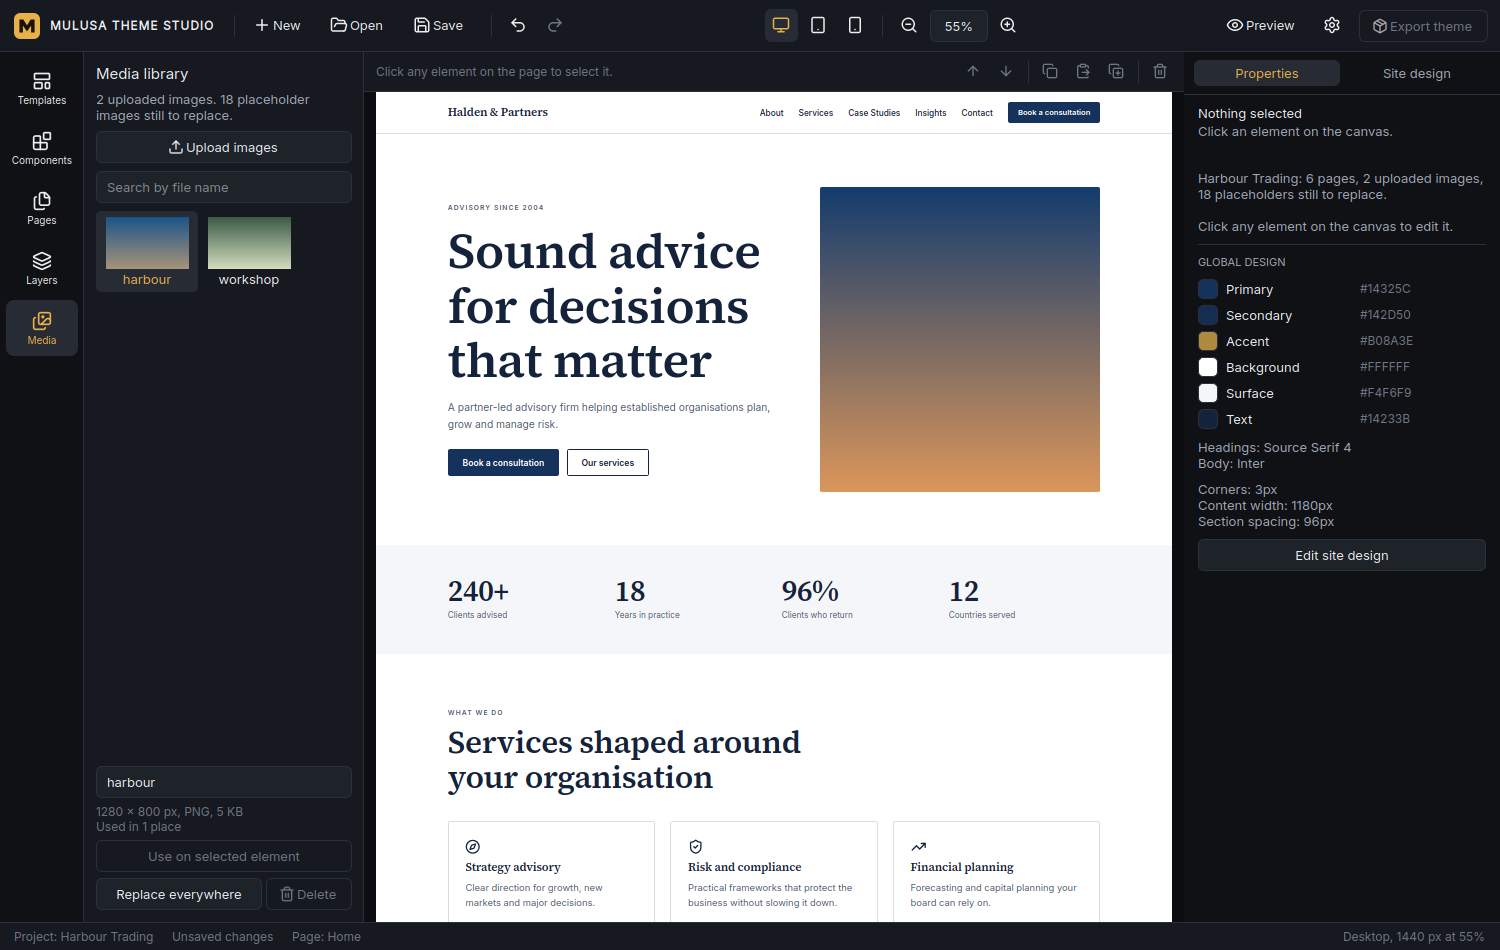 MULUSA THEME STUDIO
New
Open
Save
55%
Preview
Export theme
Templates
Components
Pages
Layers
Media
Media library
2 uploaded images. 18 placeholder
images still to replace.
Upload images
Search by file name
harbour
workshop
harbour
1280 × 800 px, PNG, 5 KB
Used in 1 place
Use on selected element
Replace everywhere
Delete
Click any element on the page to select it.
Halden & Partners
About
Services
Case Studies
Insights
Contact
Book a consultation
ADVISORY SINCE 2004
Sound advice
for decisions
that matter
A partner-led advisory firm helping established organisations plan,
grow and manage risk.
Book a consultation
Our services
240+
Clients advised
18
Years in practice
96%
Clients who return
12
Countries served
WHAT WE DO
Services shaped around
your organisation
Strategy advisory
Clear direction for growth, new
markets and major decisions.
Risk and compliance
Practical frameworks that protect the
business without slowing it down.
Financial planning
Forecasting and capital planning your
board can rely on.
Properties
Site design
Nothing selected
Click an element on the canvas.
Harbour Trading: 6 pages, 2 uploaded images,
18 placeholders still to replace.
Click any element on the canvas to edit it.
GLOBAL DESIGN
Primary #14325C
Secondary #142D50
Accent #B08A3E
Background #FFFFFF
Surface #F4F6F9
Text #14233B
Headings: Source Serif 4
Body: Inter
Corners: 3px
Content width: 1180px
Section spacing: 96px
Edit site design
Project: Harbour Trading
Unsaved changes
Page: Home
Desktop, 1440 px at 55%